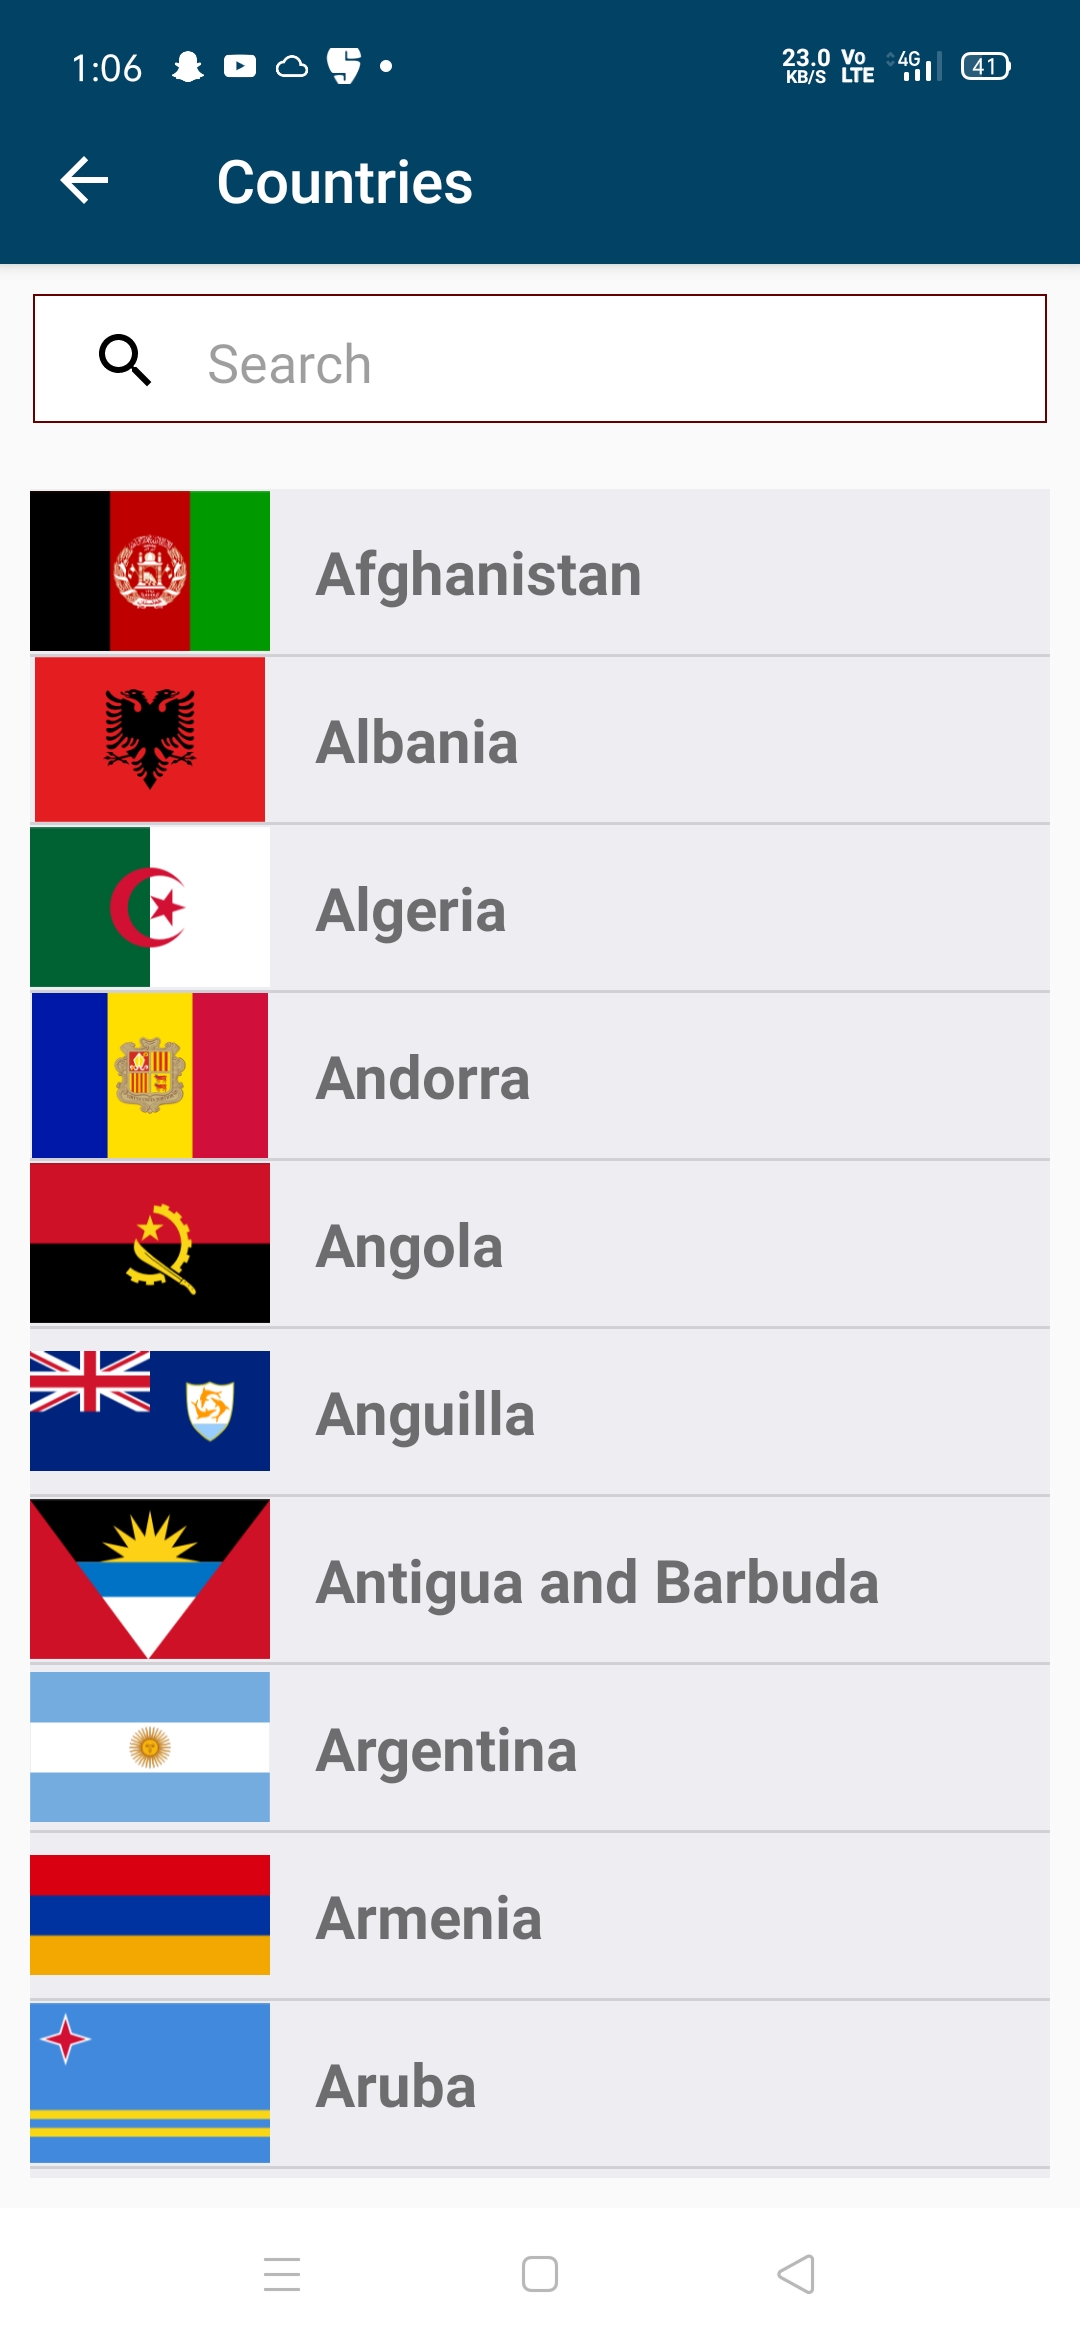 1:06 23.0 KB/S Vo LTE 4G 41
Countries
Search
Afghanistan
Albania
Algeria
Andorra
Angola
Anguilla
Antigua and Barbuda
Argentina
Armenia
Aruba